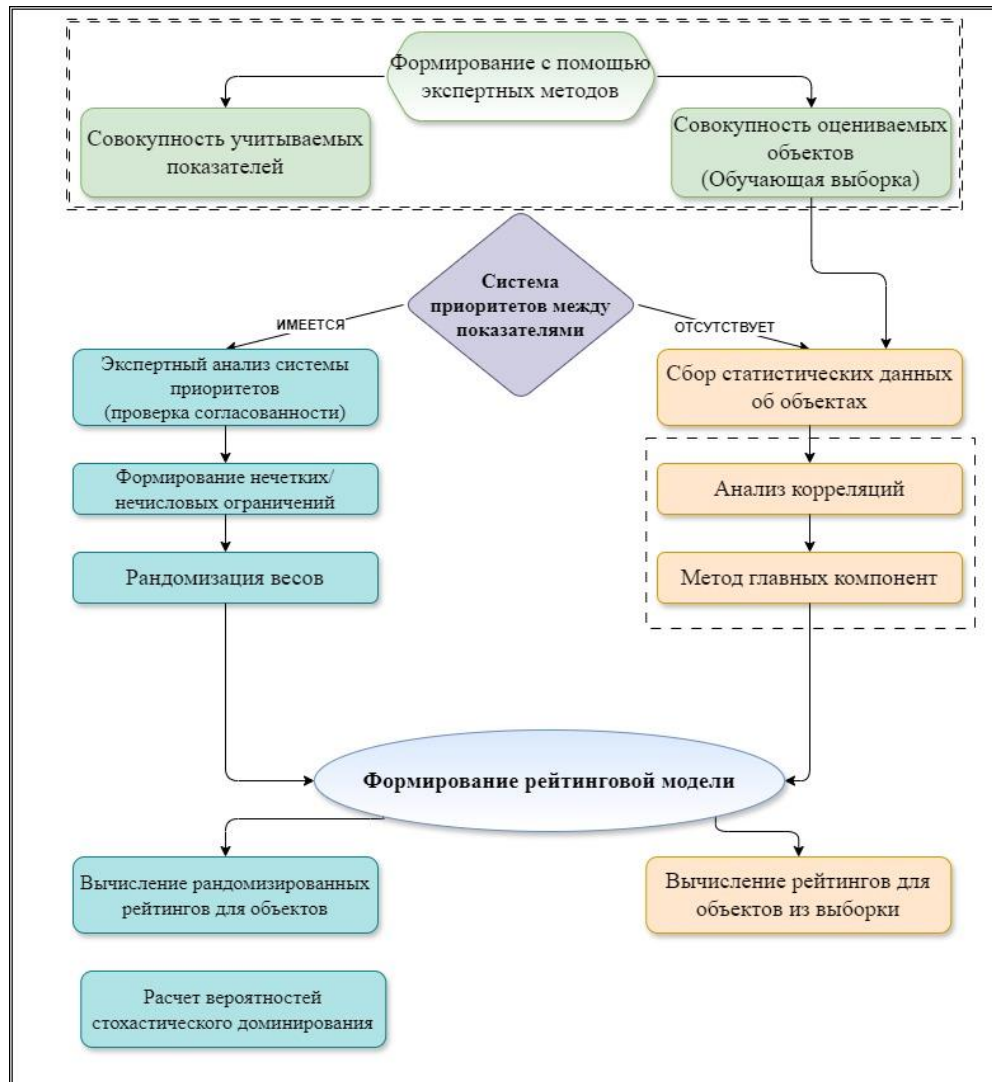 Формирование с помощью
экспертных методов
Совокупность учитываемых
показателей
Совокупность оцениваемых
объектов
(Обучающая выборка)
Система
приоритетов между
показателями
ИМЕЕТСЯ
ОТСУТСТВУЕТ
Экспертный анализ системы
приоритетов
(проверка согласованности)
Сбор статистических данных
об объектах
Формирование нечетких/
нечисловых ограничений
Анализ корреляций
Рандомизация весов
Метод главных компонент
Формирование рейтинговой модели
Вычисление рандомизированных
рейтингов для объектов
Вычисление рейтингов для
объектов из выборки
Расчет вероятностей
стохастического доминирования